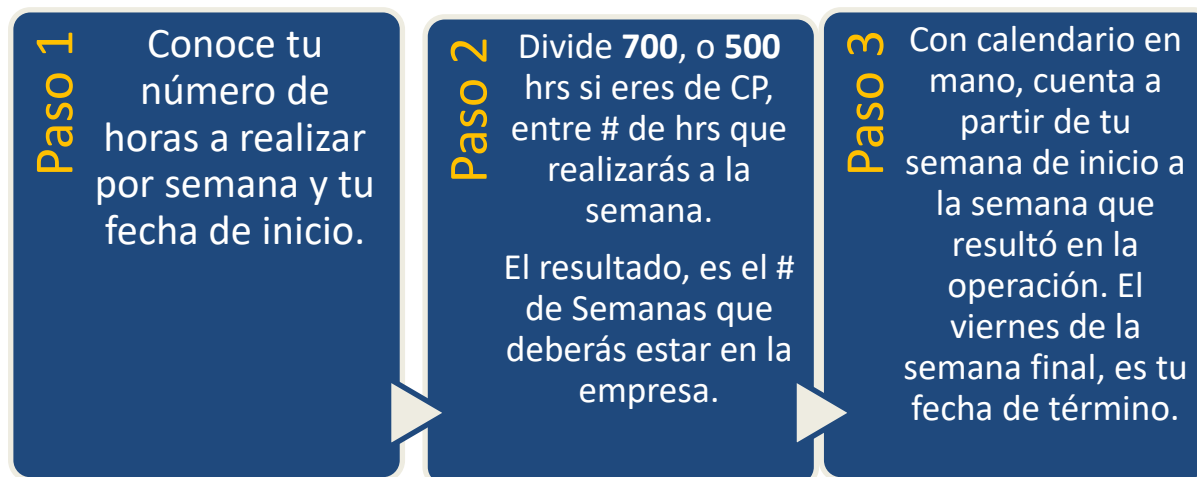 Paso 1
Conoce tu
número de
horas a realizar
por semana y tu
fecha de inicio.
Paso 2
Divide 700, o 500
hrs si eres de CP,
entre # de hrs que
realizarás a la
semana.
El resultado, es el #
de Semanas que
deberás estar en la
empresa.
Paso 3
Con calendario en
mano, cuenta a
partir de tu
semana de inicio a
la semana que
resultó en la
operación. El
viernes de la
semana final, es tu
fecha de término.